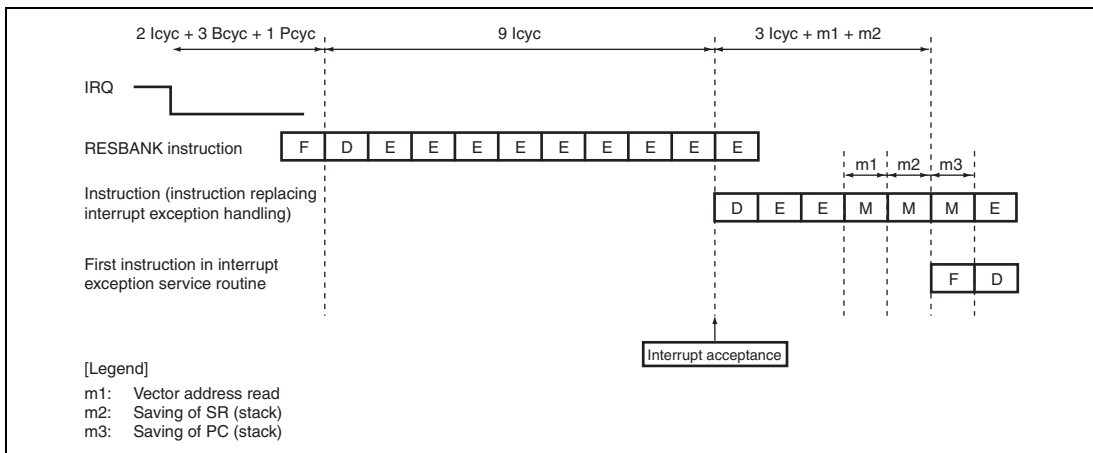 2 Icyc + 3 Bcyc + 1 Pcyc 9 Icyc 3 Icyc + m1 + m2
IRQ
RESBANK instruction F D E E E E E E E E E
m1 m2 m3
Instruction (instruction replacing
interrupt exception handling)
D E E M M M E
First instruction in interrupt
exception service routine
F D
Interrupt acceptance
[Legend]
m1: Vector address read
m2: Saving of SR (stack)
m3: Saving of PC (stack)